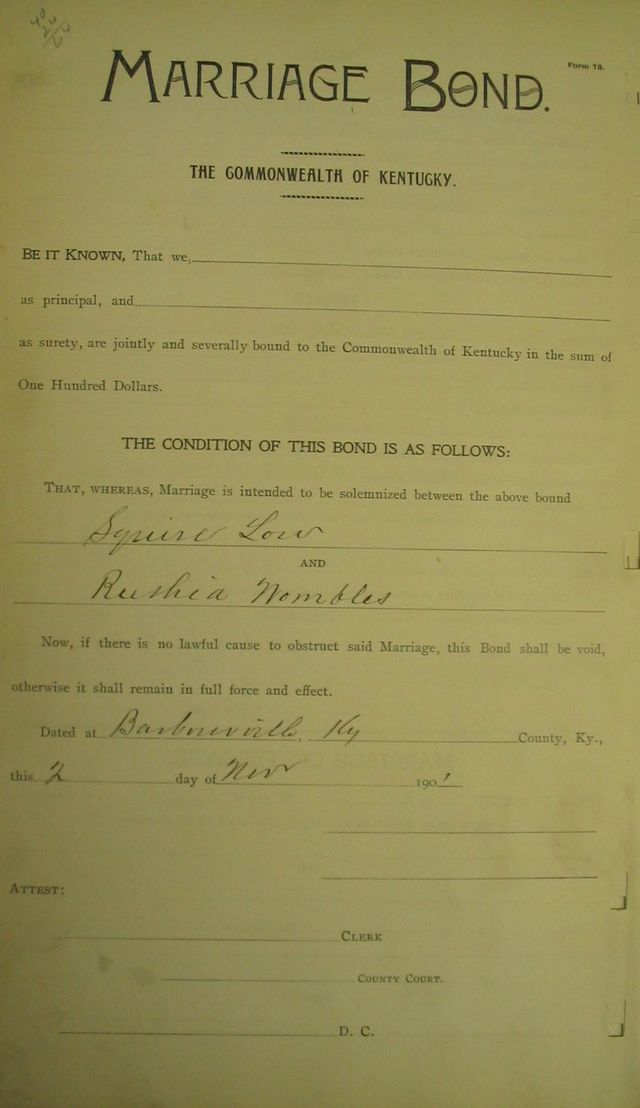 Form 78.
MARRIAGE BOND.
THE COMMONWEALTH OF KENTUCKY.
BE IT KNOWN, That we,
as principal, and
as surety, are jointly and severally bound to the Commonwealth of Kentucky in the sum of
One Hundred Dollars.
THE CONDITION OF THIS BOND IS AS FOLLOWS:
THAT, WHEREAS, Marriage is intended to be solemnized between the above bound
Squire Low
AND
Rushia Wombles
Now, if there is no lawful cause to obstruct said Marriage, this Bond shall be void,
otherwise it shall remain in full force and effect.
Dated at Barbourville, Ky County, Ky.,
this 2 day of Nov 1901
ATTEST:
CLERK
COUNTY COURT.
D. C.